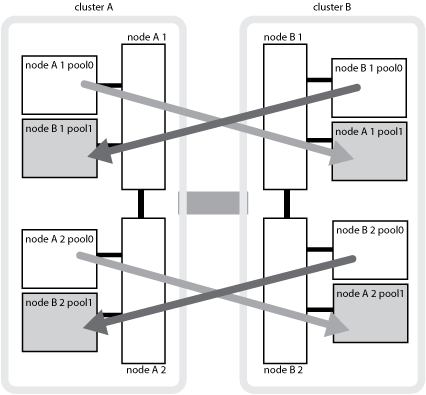 cluster A
cluster B
node A 1
node B 1
node A 1 pool0
node B 1 pool0
node B 1 pool1
node A 1 pool1
node A 2 pool0
node B 2 pool0
node B 2 pool1
node A 2 pool1
node A 2
node B 2